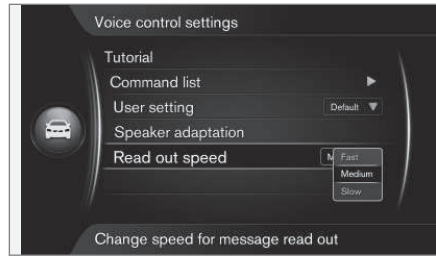 Voice control settings
Tutorial
Command list
User setting Default
Speaker adaptation
Read out speed M
Fast
Medium
Slow
Change speed for message read out